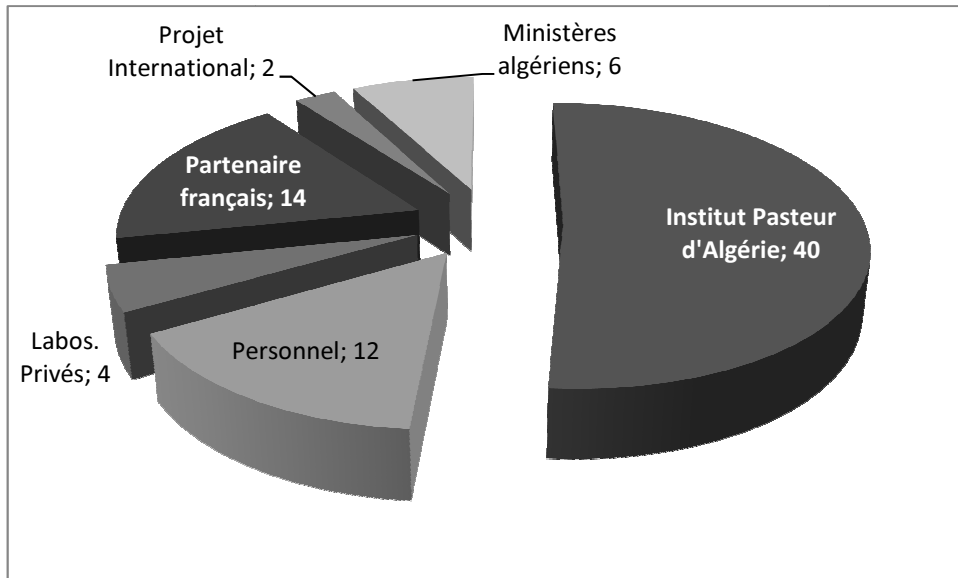 Projet
International; 2
Ministères
algériens; 6
Partenaire
français; 14
Institut Pasteur
d'Algérie; 40
Labos.
Privés; 4
Personnel; 12